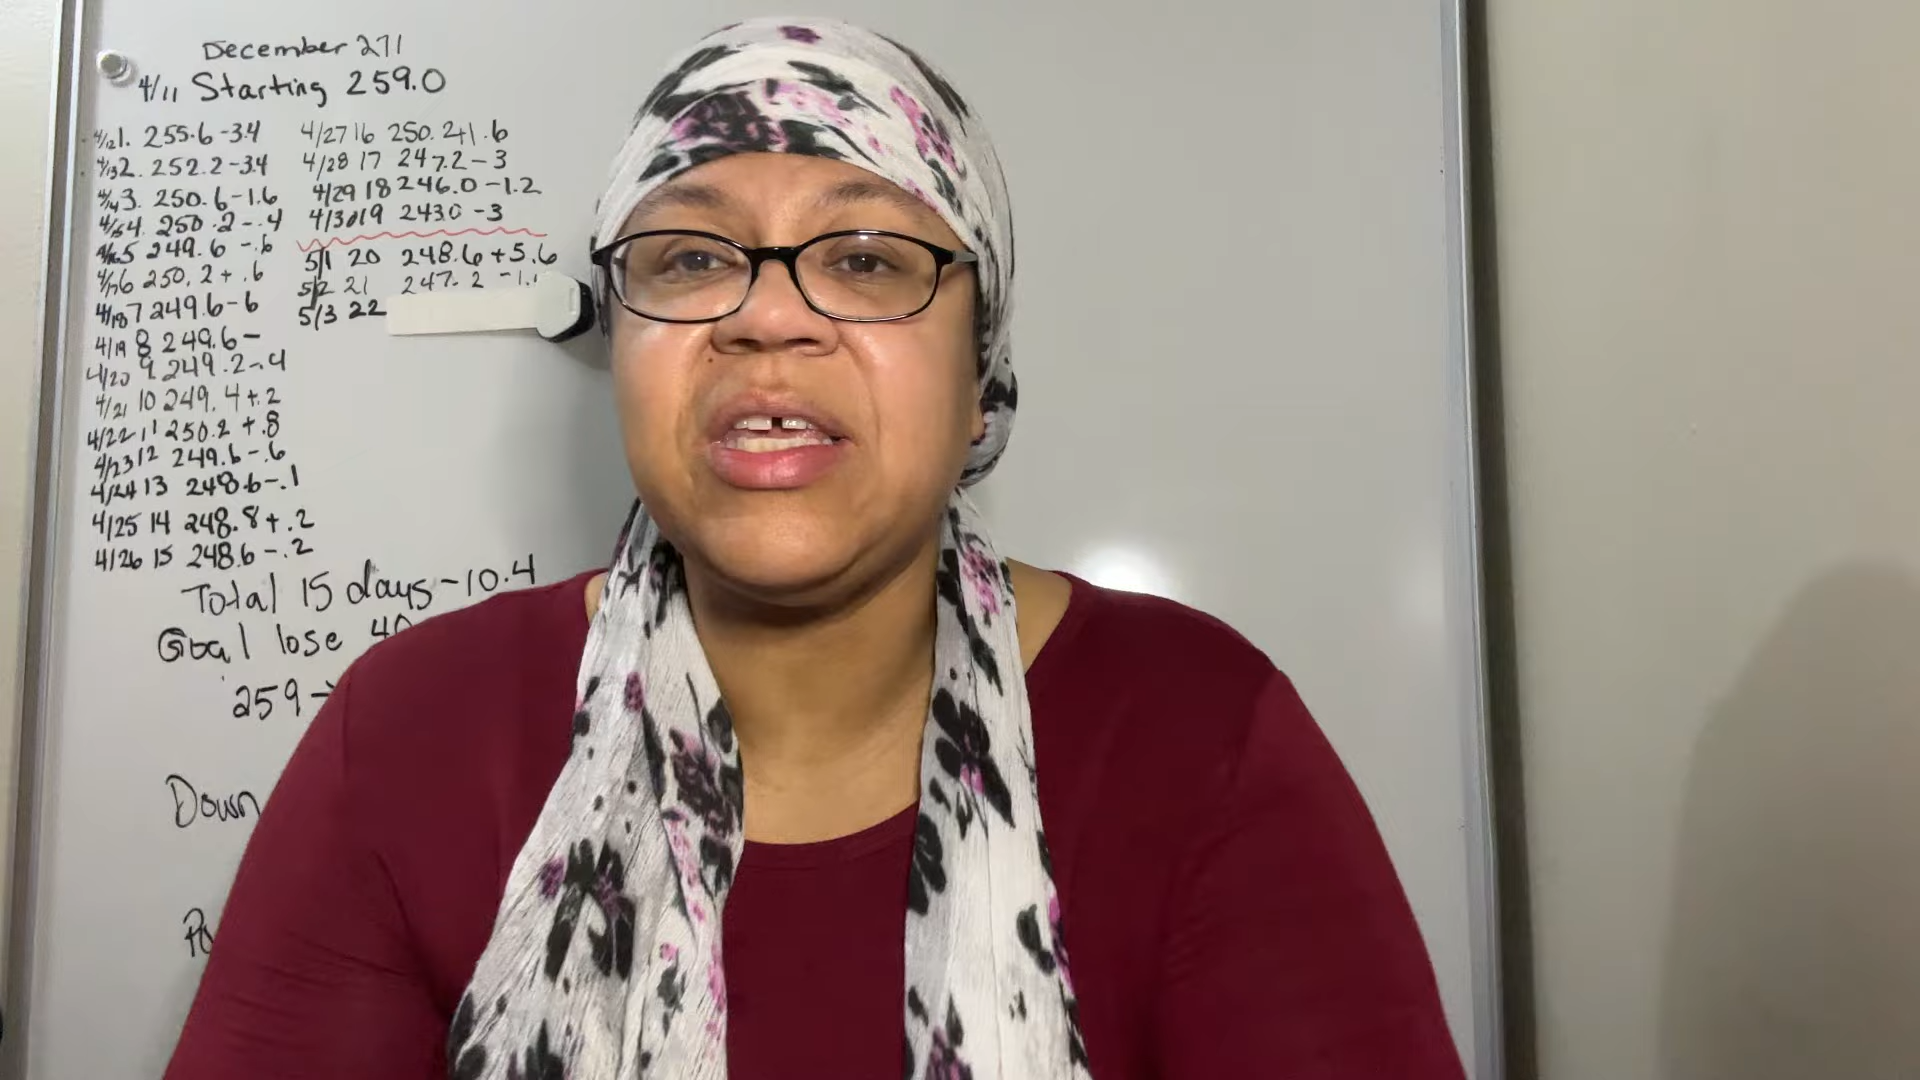 December 271
4/11 Starting 259.0
4/12 1. 255.6 -3.4
4/13 2. 252.2 -3.4
4/14 3. 250.6 -1.6
4/15 4. 250.2 -.4
4/16 5 249.6 -.6
4/17 6 250.2 + .6
4/18 7 249.6 - 6
4/19 8 249.6 -
4/20 9 249.2 -.4
4/21 10 249.4 +.2
4/22 11 250.2 +.8
4/23 12 249.6 -.6
4/24 13 248.6 -.1
4/25 14 248.8 +.2
4/26 15 248.6 -.2
4/27 16 250.2 +1.6
4/28 17 247.2 - 3
4/29 18 246.0 -1.2
4/30 19 243.0 -3
5/1 20 248.6 +5.6
5/2 21 247.2 -1.
5/3 22
Total 15 days -10.4
Goal lose 40
259 →
Down